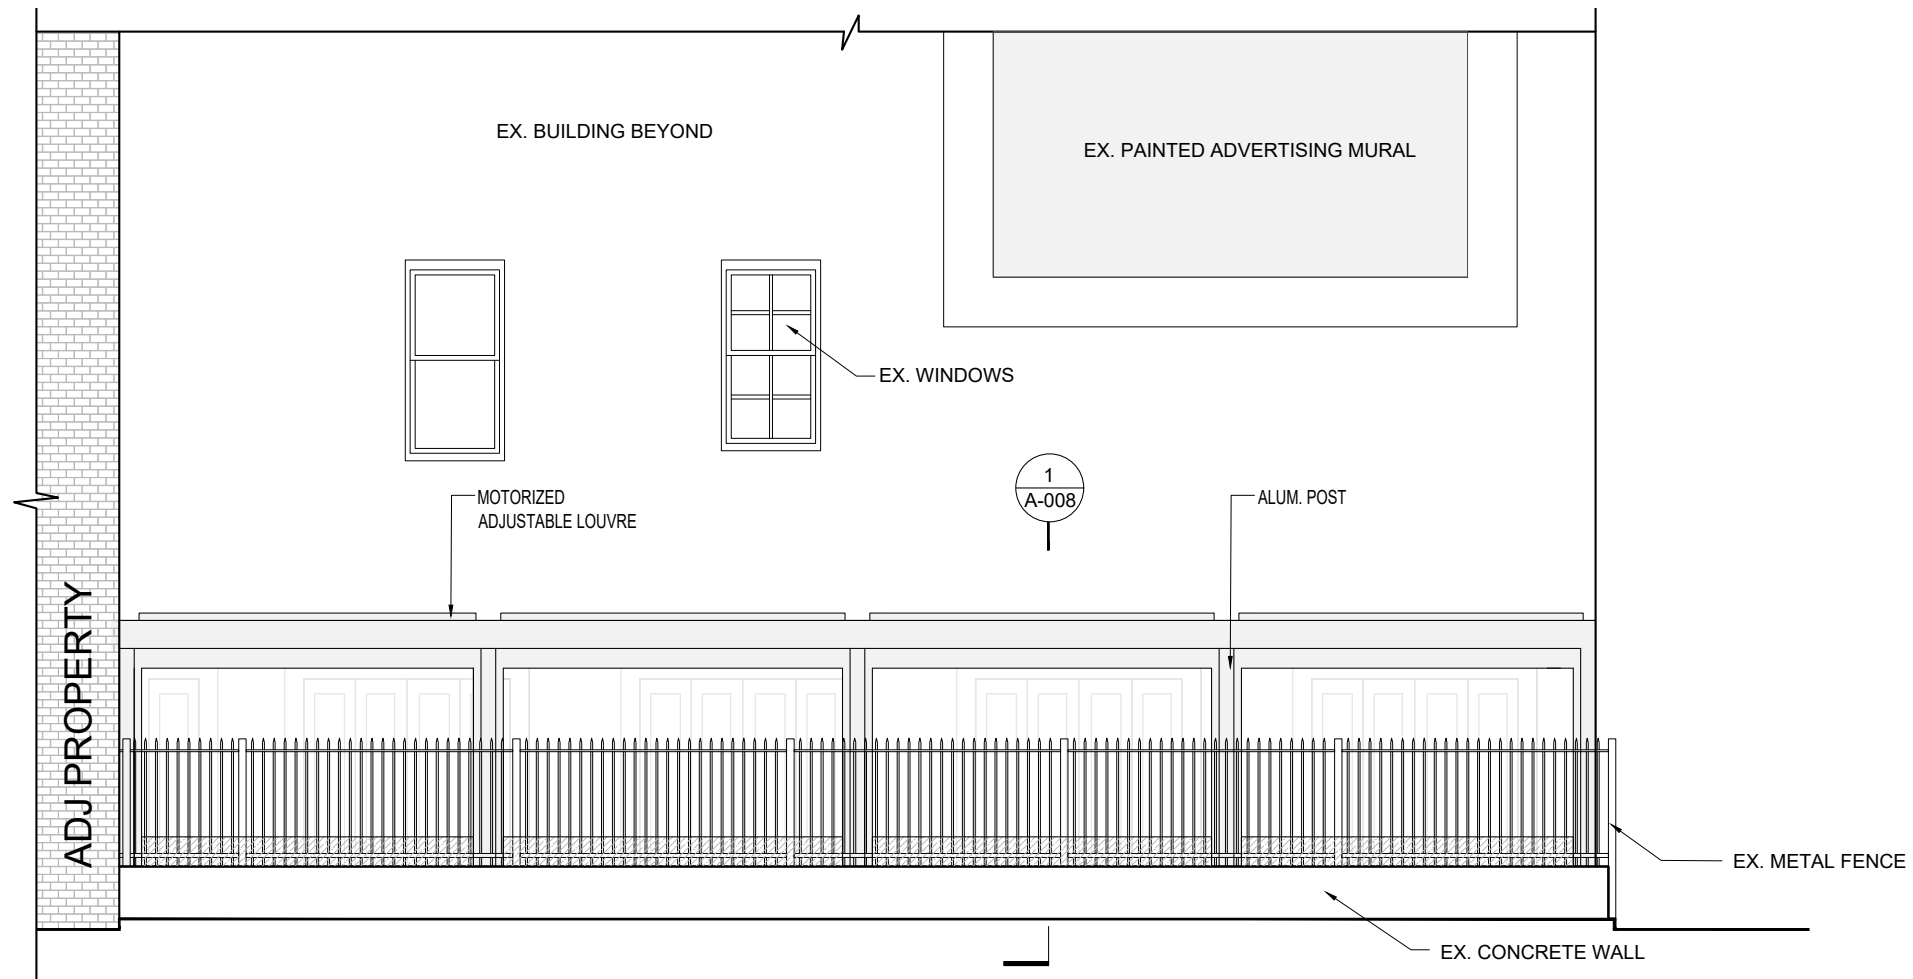 EX. BUILDING BEYOND
EX. PAINTED ADVERTISING MURAL
EX. WINDOWS
MOTORIZED
ADJUSTABLE LOUVRE
1
A-008
ALUM. POST
ADJ PROPERTY
EX. METAL FENCE
EX. CONCRETE WALL